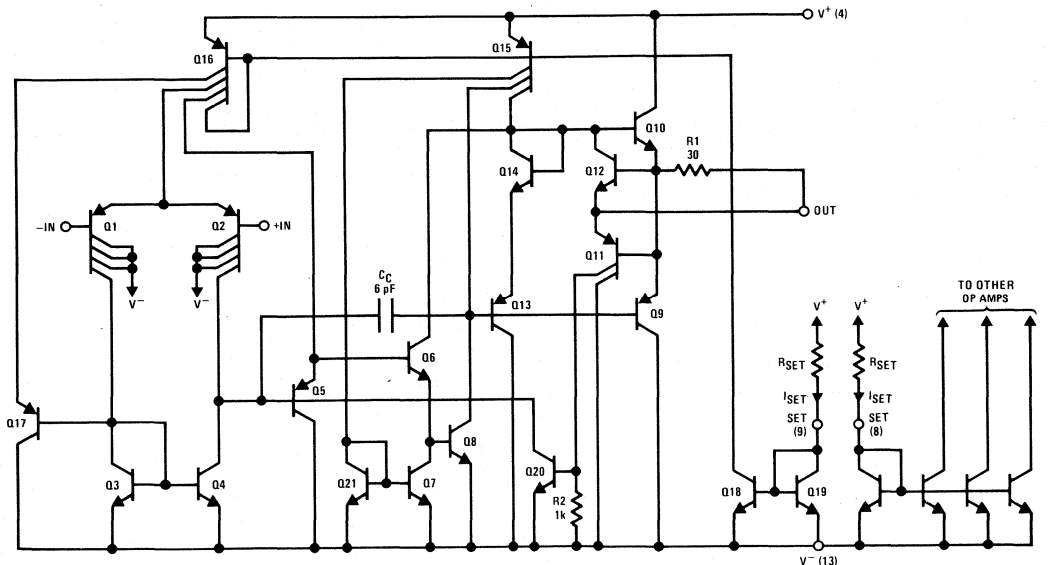 V+ (4)
Q16
Q15
Q10
R1
30
Q14
Q12
OUT
–IN
Q1
Q2
+IN
Q11
V–
V–
CC
6 pF
Q13
Q9
TO OTHER
OP AMPS
V+
V+
RSET
RSET
ISET
ISET
SET
(9)
SET
(8)
Q6
Q5
Q17
Q8
Q20
Q3
Q4
Q21
Q7
R2
1k
Q18
Q19
V– (13)